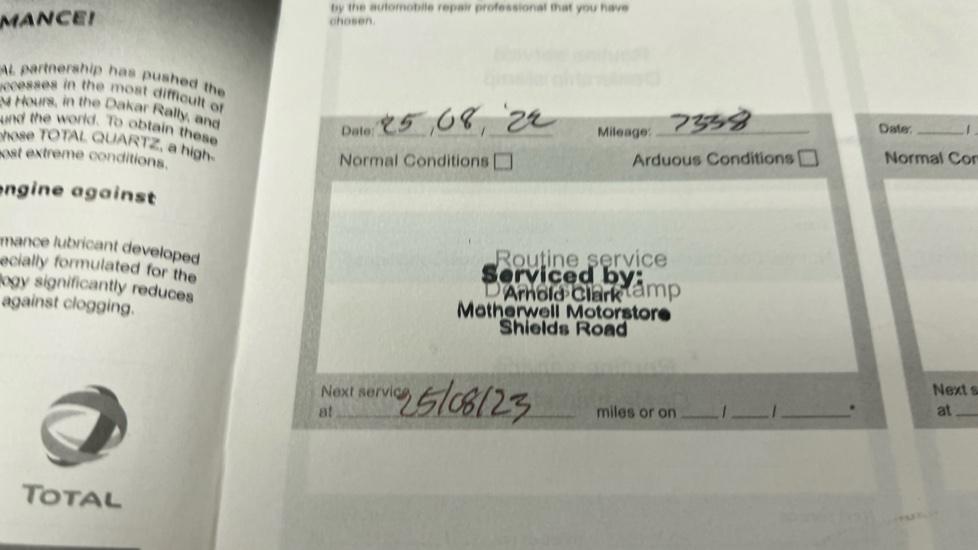 MANCE!
AL partnership has pushed the
ccesses in the most difficult of
24 Hours, in the Dakar Rally, and
und the world. To obtain these
hose TOTAL QUARTZ, a high-
ost extreme conditions.
engine against
mance lubricant developed
ecially formulated for the
logy significantly reduces
against clogging.
TOTAL
by the automobile repair professional that you have
chosen.
Date: 25/08/22 Mileage: 7338
Normal Conditions Arduous Conditions
Routine service
Serviced by:
Arnold Clark
Motherwell Motorstore
Shields Road
Next service
at 25/08/23 miles or on / /
Date: /
Normal Con
Next s
at